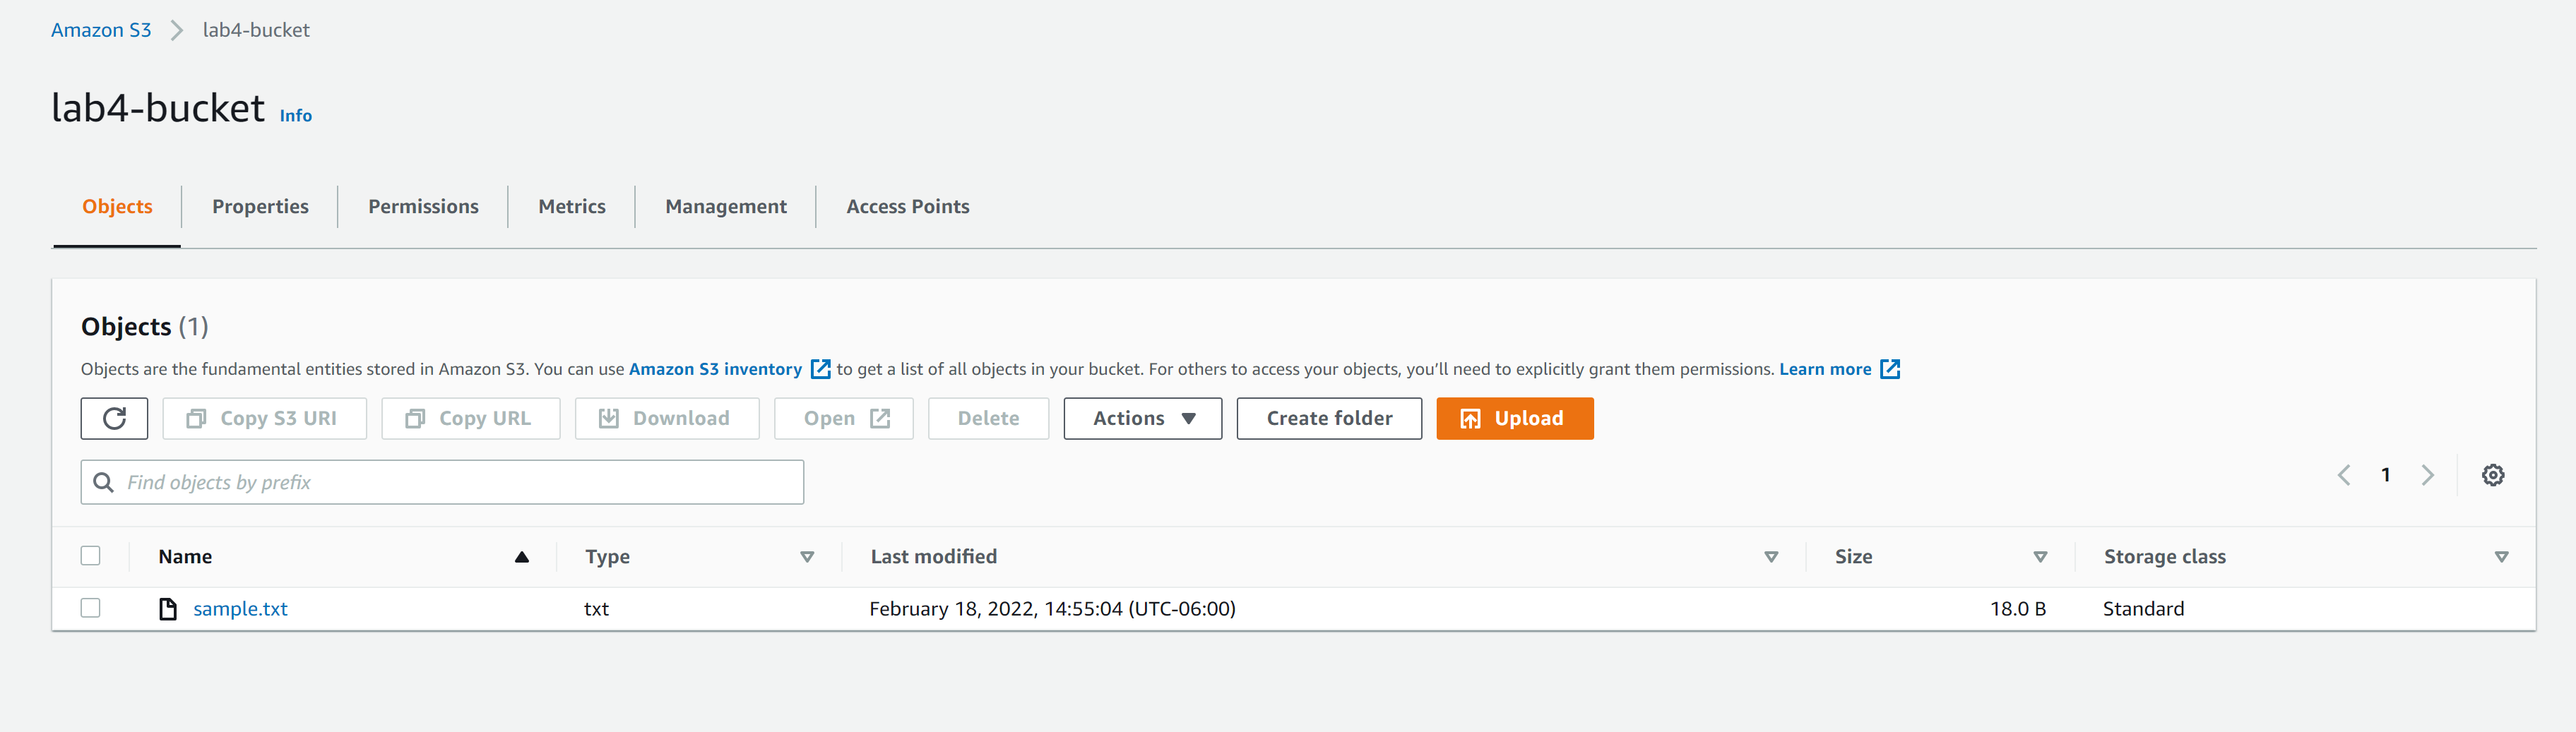 Amazon S3 lab4-bucket
lab4-bucket Info
Objects Properties Permissions Metrics Management Access Points
Objects (1)
Objects are the fundamental entities stored in Amazon S3. You can use Amazon S3 inventory to get a list of all objects in your bucket. For others to access your objects, you’ll need to explicitly grant them permissions. Learn more
Copy S3 URI Copy URL Download Open Delete Actions Create folder Upload
Find objects by prefix 1
Name Type Last modified Size Storage class
sample.txt txt February 18, 2022, 14:55:04 (UTC-06:00) 18.0 B Standard